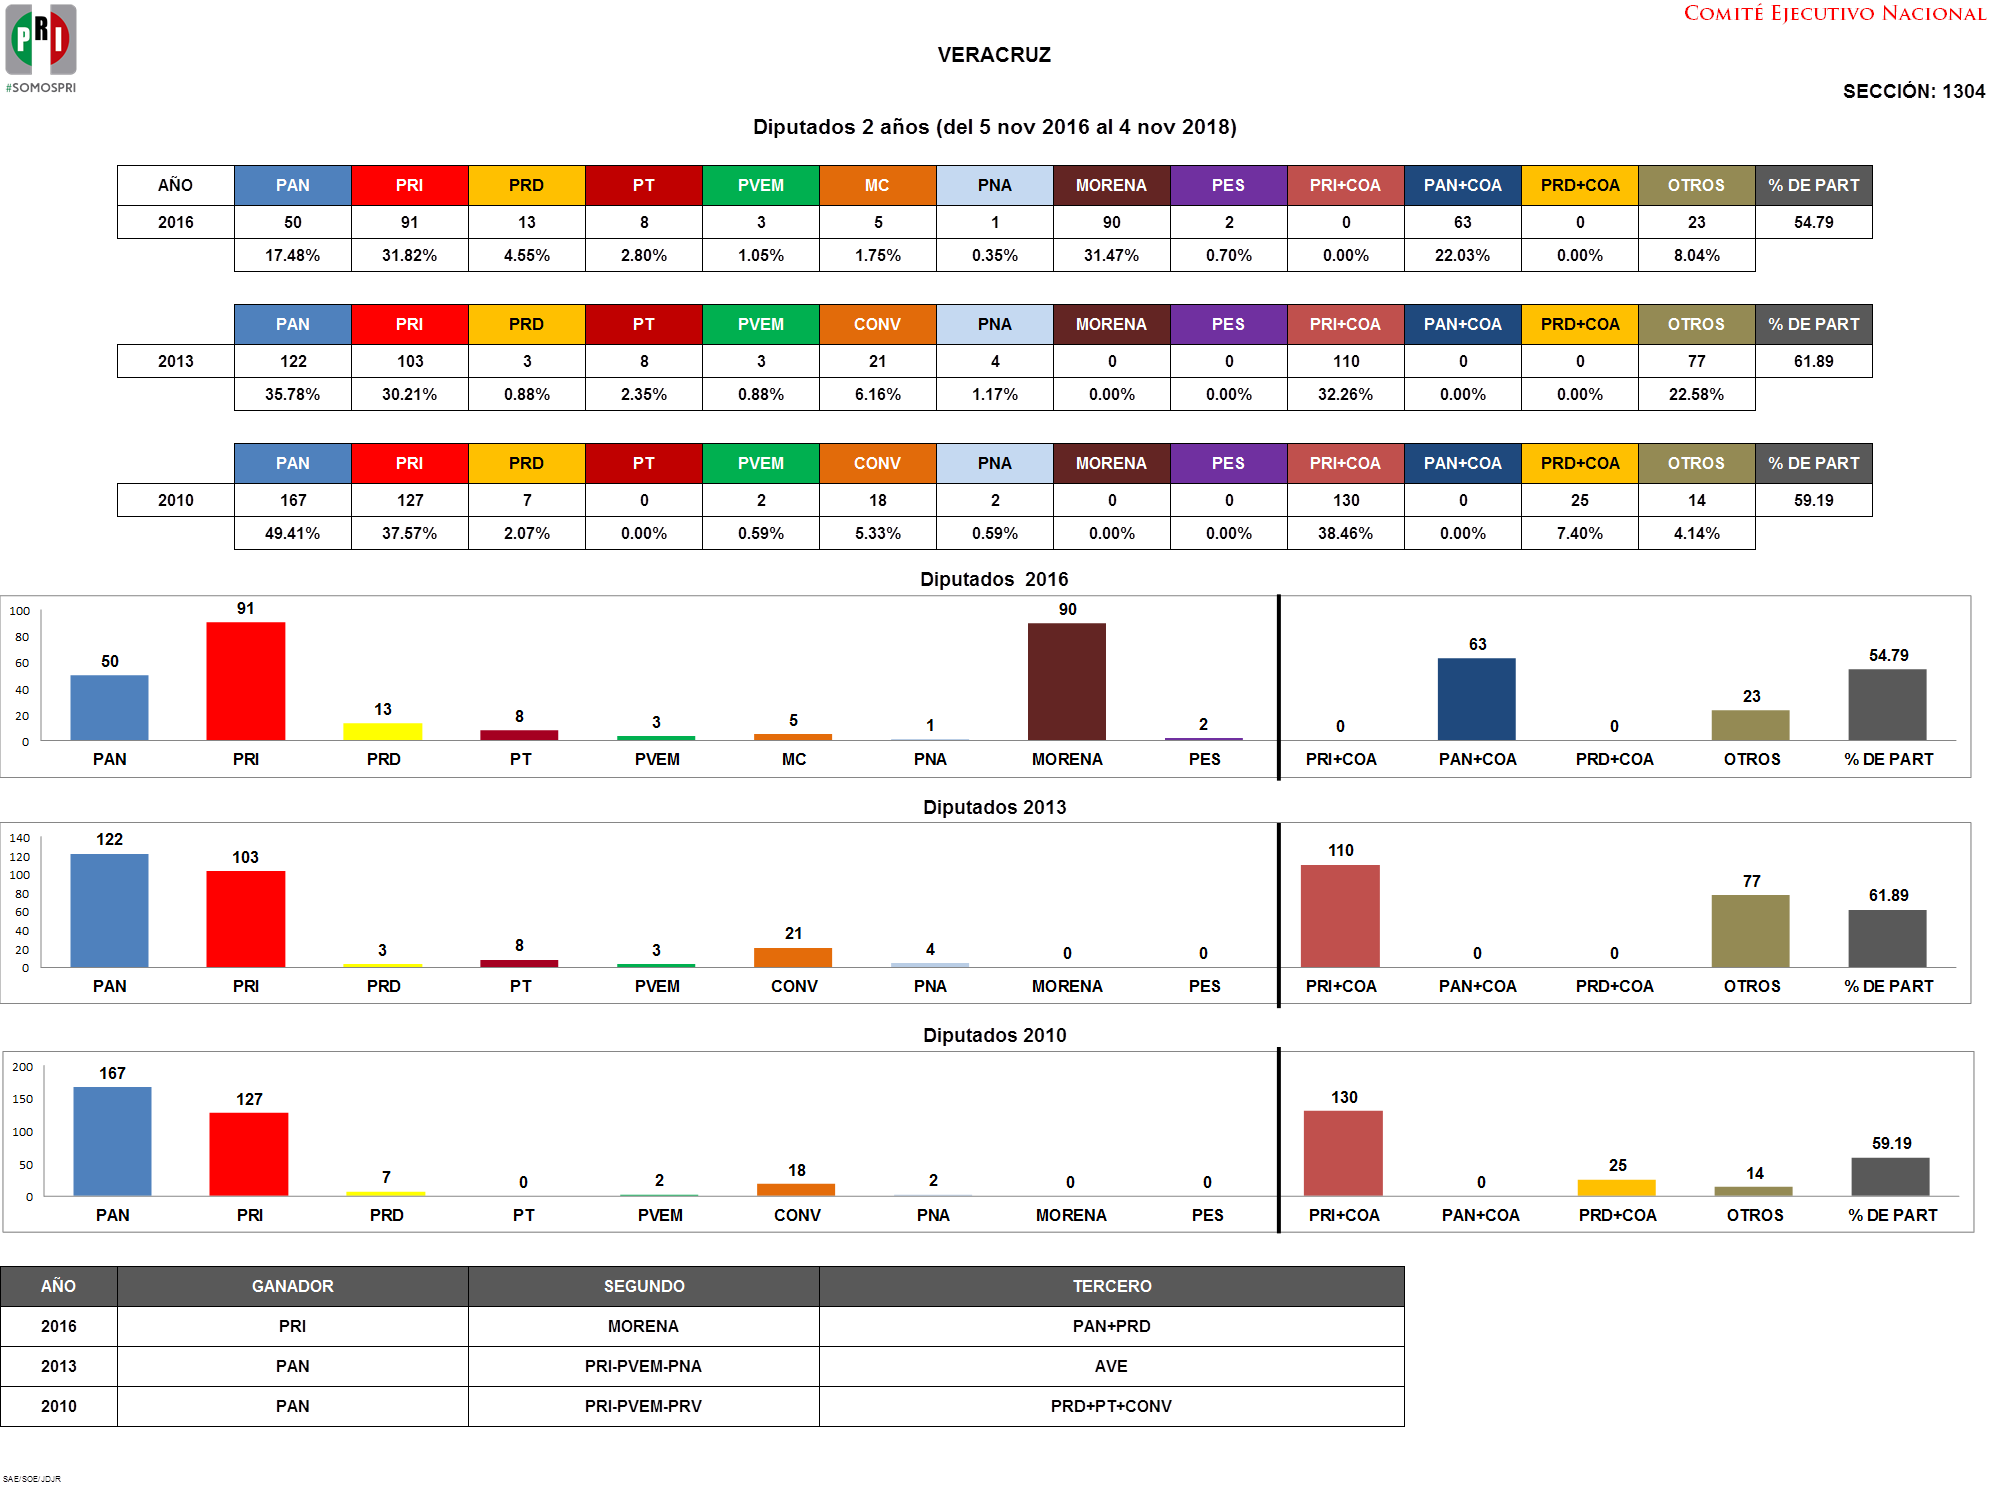 PRI
#SOMOSPRI
Comité Ejecutivo Nacional
VERACRUZ
SECCIÓN: 1304
Diputados 2 años (del 5 nov 2016 al 4 nov 2018)
AÑO PAN PRI PRD PT PVEM MC PNA MORENA PES PRI+COA PAN+COA PRD+COA OTROS % DE PART
2016 50 91 13 8 3 5 1 90 2 0 63 0 23 54.79
17.48% 31.82% 4.55% 2.80% 1.05% 1.75% 0.35% 31.47% 0.70% 0.00% 22.03% 0.00% 8.04%
PAN PRI PRD PT PVEM CONV PNA MORENA PES PRI+COA PAN+COA PRD+COA OTROS % DE PART
2013 122 103 3 8 3 21 4 0 0 110 0 0 77 61.89
35.78% 30.21% 0.88% 2.35% 0.88% 6.16% 1.17% 0.00% 0.00% 32.26% 0.00% 0.00% 22.58%
PAN PRI PRD PT PVEM CONV PNA MORENA PES PRI+COA PAN+COA PRD+COA OTROS % DE PART
2010 167 127 7 0 2 18 2 0 0 130 0 25 14 59.19
49.41% 37.57% 2.07% 0.00% 0.59% 5.33% 0.59% 0.00% 0.00% 38.46% 0.00% 7.40% 4.14%
Diputados 2016
100
80
60
40
20
0
50 91 13 8 3 5 1 90 2 0 63 0 23 54.79
PAN PRI PRD PT PVEM MC PNA MORENA PES PRI+COA PAN+COA PRD+COA OTROS % DE PART
Diputados 2013
140
120
100
80
60
40
20
0
122 103 3 8 3 21 4 0 0 110 0 0 77 61.89
PAN PRI PRD PT PVEM CONV PNA MORENA PES PRI+COA PAN+COA PRD+COA OTROS % DE PART
Diputados 2010
200
150
100
50
0
167 127 7 0 2 18 2 0 0 130 0 25 14 59.19
PAN PRI PRD PT PVEM CONV PNA MORENA PES PRI+COA PAN+COA PRD+COA OTROS % DE PART
AÑO GANADOR SEGUNDO TERCERO
2016 PRI MORENA PAN+PRD
2013 PAN PRI-PVEM-PNA AVE
2010 PAN PRI-PVEM-PRV PRD+PT+CONV
SAE/SOE/JDJR